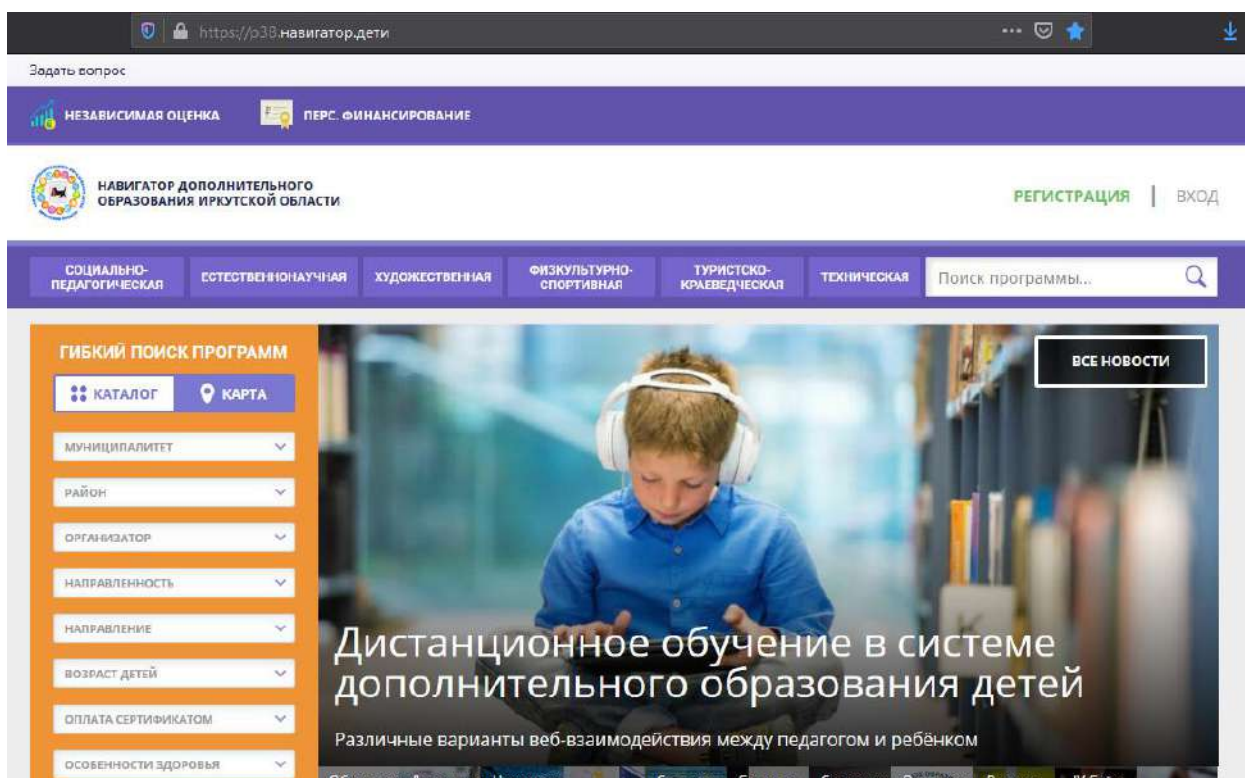 https://р38.навигатор.дети
Задать вопрос
НЕЗАВИСИМАЯ ОЦЕНКА
ПЕРС. ФИНАНСИРОВАНИЕ
НАВИГАТОР ДОПОЛНИТЕЛЬНОГО
ОБРАЗОВАНИЯ ИРКУТСКОЙ ОБЛАСТИ
РЕГИСТРАЦИЯ | ВХОД
СОЦИАЛЬНО-
ПЕДАГОГИЧЕСКАЯ
ЕСТЕСТВЕННОНАУЧНАЯ
ХУДОЖЕСТВЕННАЯ
ФИЗКУЛЬТУРНО-
СПОРТИВНАЯ
ТУРИСТСКО-
КРАЕВЕДЧЕСКАЯ
ТЕХНИЧЕСКАЯ
Поиск программы...
ГИБКИЙ ПОИСК ПРОГРАММ
КАТАЛОГ
КАРТА
МУНИЦИПАЛИТЕТ
РАЙОН
ОРГАНИЗАТОР
НАПРАВЛЕННОСТЬ
НАПРАВЛЕНИЕ
ВОЗРАСТ ДЕТЕЙ
ОПЛАТА СЕРТИФИКАТОМ
ОСОБЕННОСТИ ЗДОРОВЬЯ
ВСЕ НОВОСТИ
Дистанционное обучение в системе
дополнительного образования детей
Различные варианты веб-взаимодействия между педагогом и ребёнком